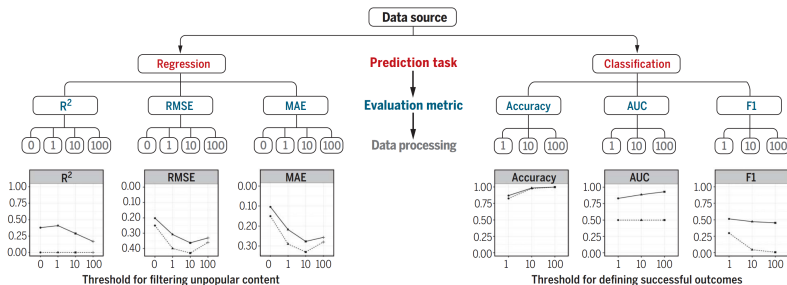 Data source
Regression
Prediction task
Classification
R²
RMSE
MAE
Evaluation metric
Accuracy
AUC
F1
0 1 10 100
0 1 10 100
0 1 10 100
Data processing
1 10 100
1 10 100
1 10 100
R²
1.00
0.75
0.50
0.25
0.00
0 1 10 100
RMSE
0.00
0.20
0.30
0.40
0 1 10 100
MAE
0.00
0.10
0.20
0.30
0 1 10 100
Threshold for filtering unpopular content
Accuracy
1.00
0.75
0.50
0.25
0.00
1 10 100
AUC
1.00
0.75
0.50
0.25
0.00
1 10 100
F1
1.00
0.75
0.50
0.25
0.00
1 10 100
Threshold for defining successful outcomes